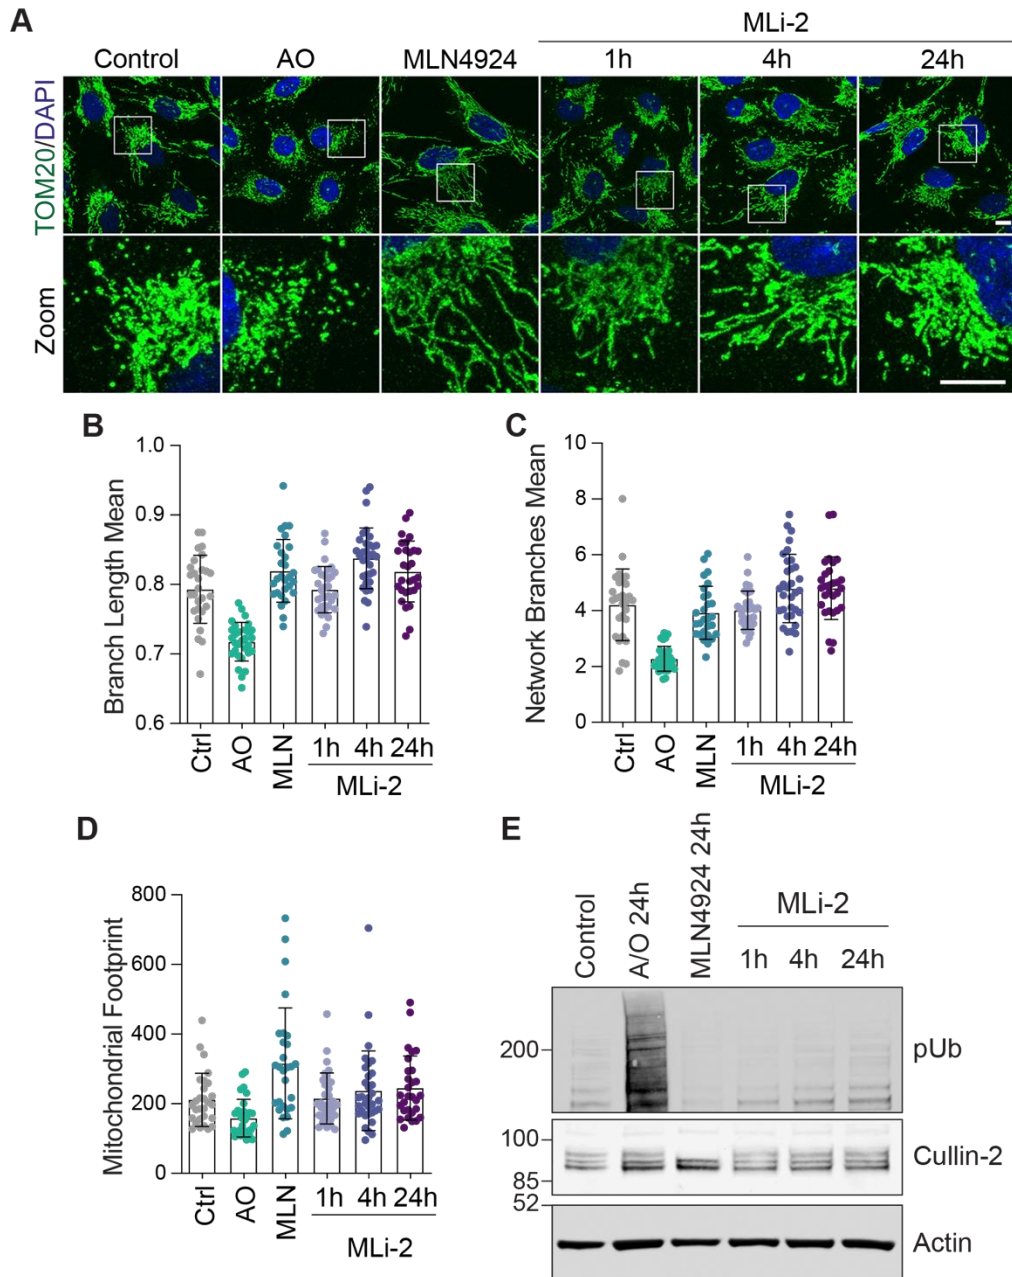 A
MLi-2
Control AO MLN4924 1h 4h 24h
TOM20/DAPI
Zoom
B
Branch Length Mean
1.0
0.9
0.8
0.7
0.6
Ctrl AO MLN 1h 4h 24h
MLi-2
C
Network Branches Mean
10
8
6
4
2
0
Ctrl AO MLN 1h 4h 24h
MLi-2
D
Mitochondrial Footprint
800
600
400
200
0
Ctrl AO MLN 1h 4h 24h
MLi-2
E
Control A/O 24h MLN4924 24h
MLi-2
1h 4h 24h
200 pUb
100
Cullin-2
85
52
Actin